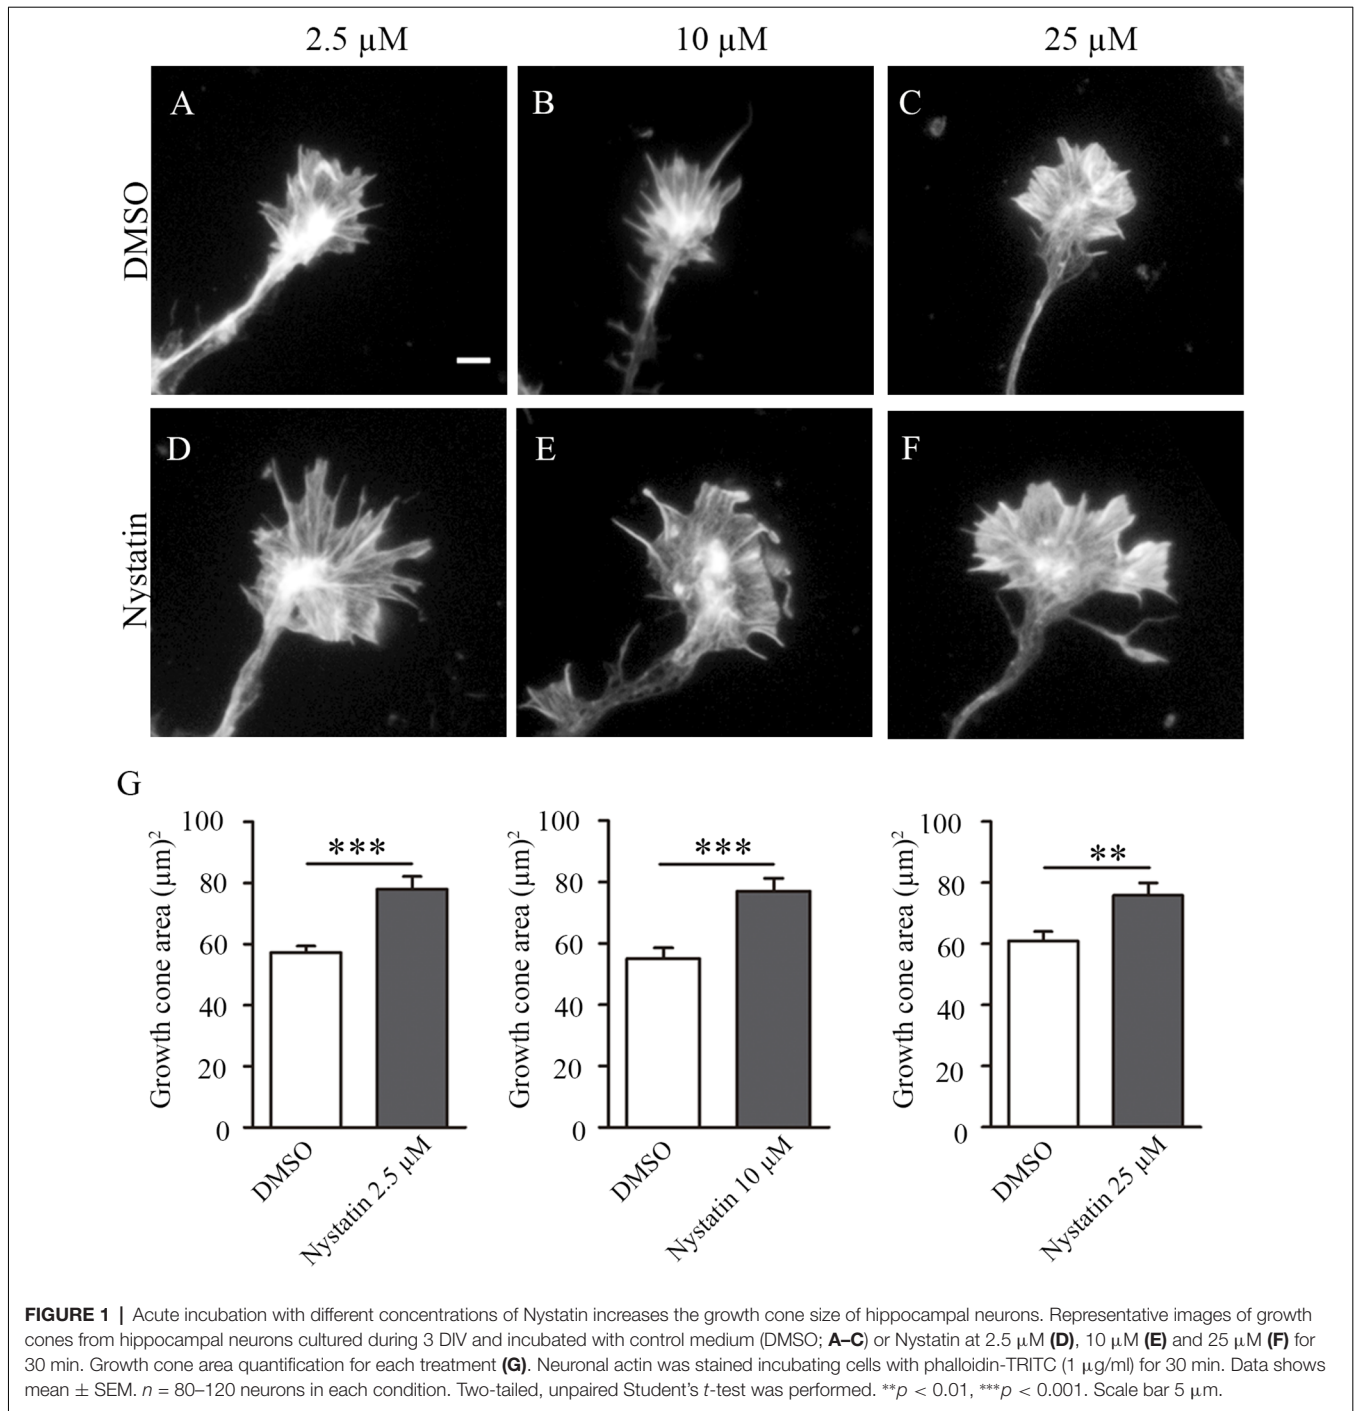 2.5 µM 10 µM 25 µM
DMSO
A B C
Nystatin
D E F
G
Growth cone area (µm)²
100
80
60
40
20
0
***
DMSO
Nystatin 2.5 µM
Growth cone area (µm)²
100
80
60
40
20
0
***
DMSO
Nystatin 10 µM
Growth cone area (µm)²
100
80
60
40
20
0
**
DMSO
Nystatin 25 µM
FIGURE 1 | Acute incubation with different concentrations of Nystatin increases the growth cone size of hippocampal neurons. Representative images of growth
cones from hippocampal neurons cultured during 3 DIV and incubated with control medium (DMSO; A–C) or Nystatin at 2.5 µM (D), 10 µM (E) and 25 µM (F) for
30 min. Growth cone area quantification for each treatment (G). Neuronal actin was stained incubating cells with phalloidin-TRITC (1 µg/ml) for 30 min. Data shows
mean ± SEM. n = 80–120 neurons in each condition. Two-tailed, unpaired Student’s t-test was performed. **p < 0.01, ***p < 0.001. Scale bar 5 µm.